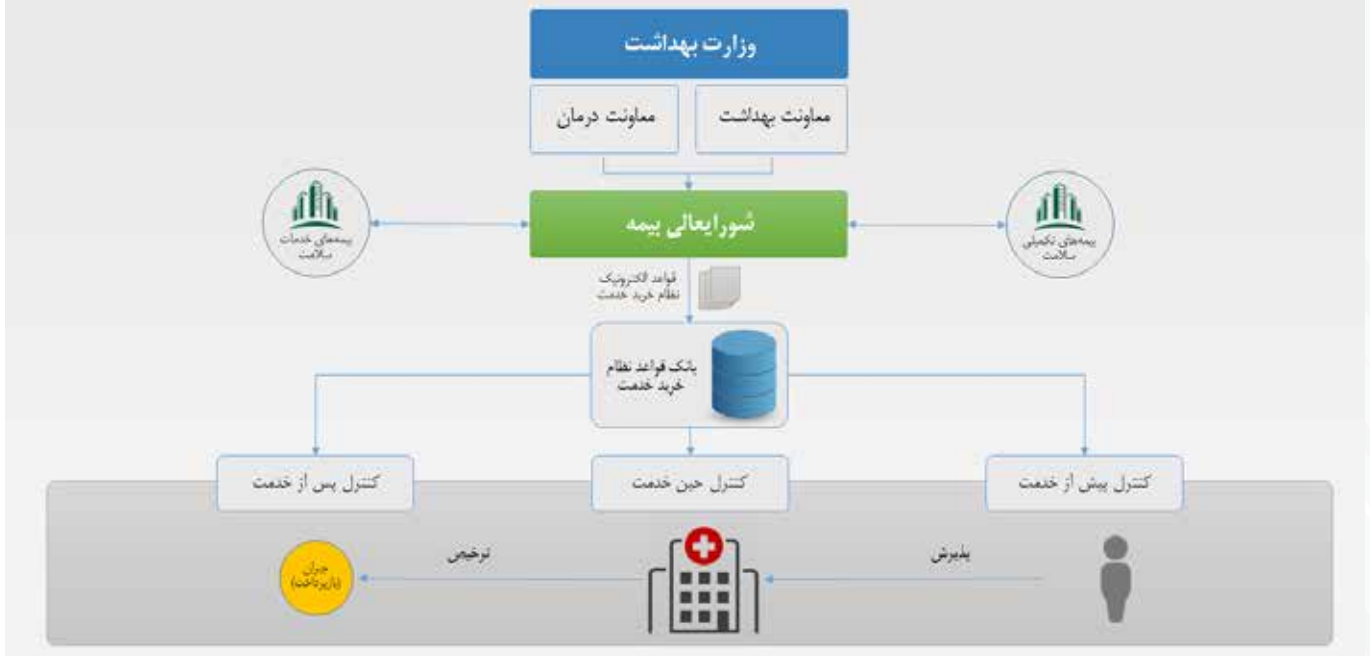 وزارت بهداشت
معاونت بهداشت
معاونت درمان
شورایعالی بیمه
بیمه‌های تکمیلی
سلامت
بیمه‌های خدمات
سلامت
قواعد الکترونیک
نظام خرید خدمت
بانک قواعد نظام
خرید خدمت
کنترل پیش از خدمت
کنترل حین خدمت
کنترل پس از خدمت
پذیرش
ترخیص
جبران
(بازپرداخت)